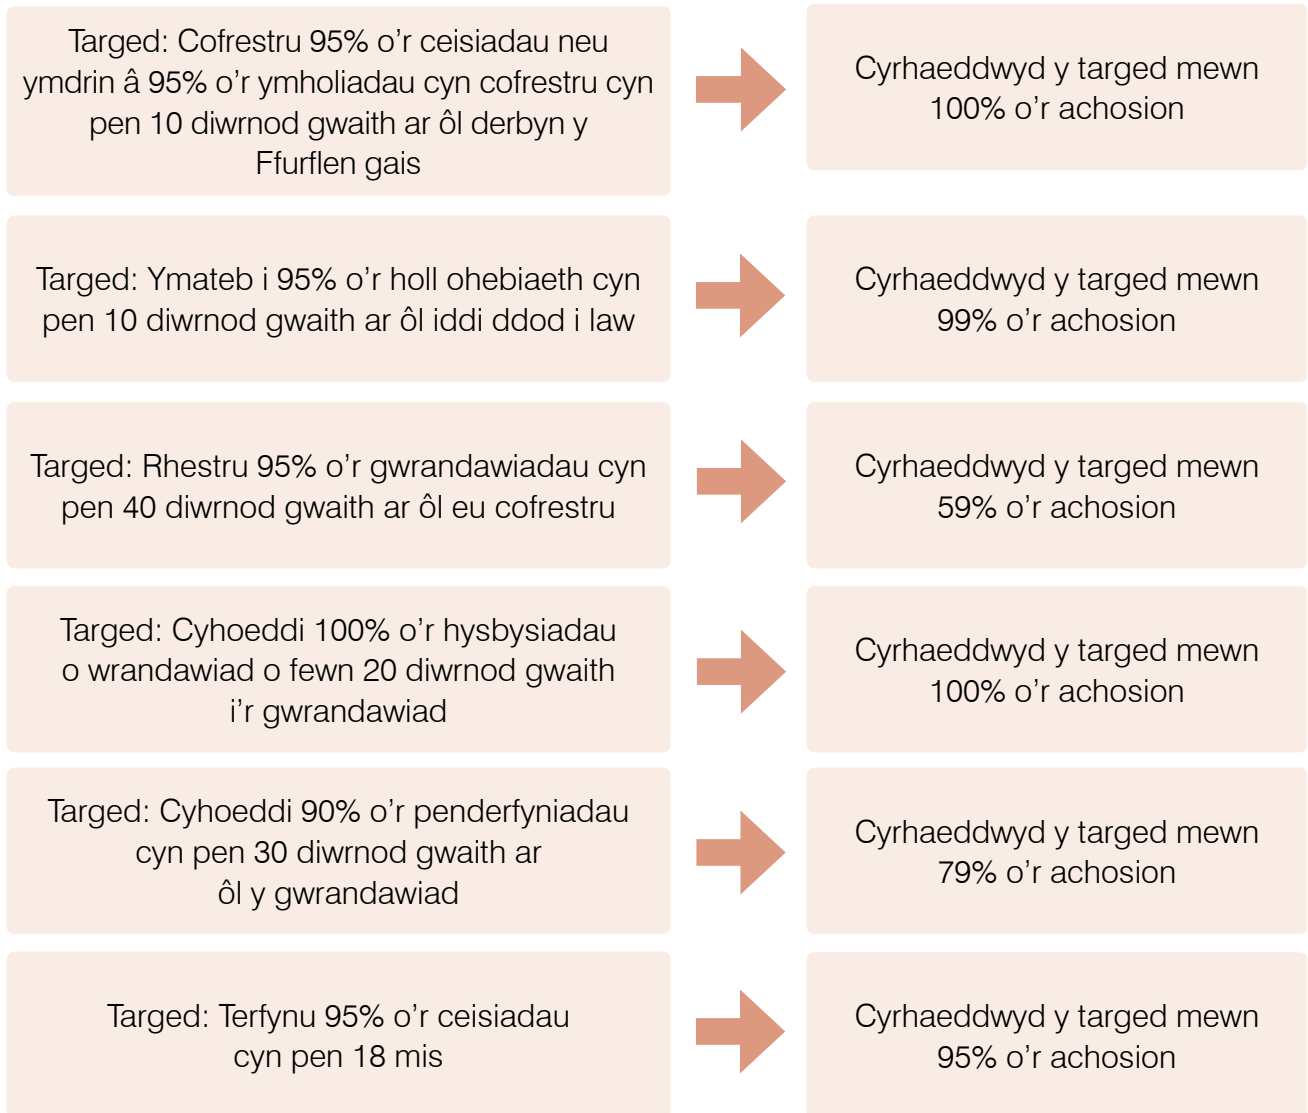 Targed: Cofrestru 95% o’r ceisiadau neu
ymdrin â 95% o’r ymholiadau cyn cofrestru cyn
pen 10 diwrnod gwaith ar ôl derbyn y
Ffurflen gais
Cyrhaeddwyd y targed mewn
100% o’r achosion
Targed: Ymateb i 95% o’r holl ohebiaeth cyn
pen 10 diwrnod gwaith ar ôl iddi ddod i law
Cyrhaeddwyd y targed mewn
99% o’r achosion
Targed: Rhestru 95% o’r gwrandawiadau cyn
pen 40 diwrnod gwaith ar ôl eu cofrestru
Cyrhaeddwyd y targed mewn
59% o’r achosion
Targed: Cyhoeddi 100% o’r hysbysiadau
o wrandawiad o fewn 20 diwrnod gwaith
i’r gwrandawiad
Cyrhaeddwyd y targed mewn
100% o’r achosion
Targed: Cyhoeddi 90% o’r penderfyniadau
cyn pen 30 diwrnod gwaith ar
ôl y gwrandawiad
Cyrhaeddwyd y targed mewn
79% o’r achosion
Targed: Terfynu 95% o’r ceisiadau
cyn pen 18 mis
Cyrhaeddwyd y targed mewn
95% o’r achosion